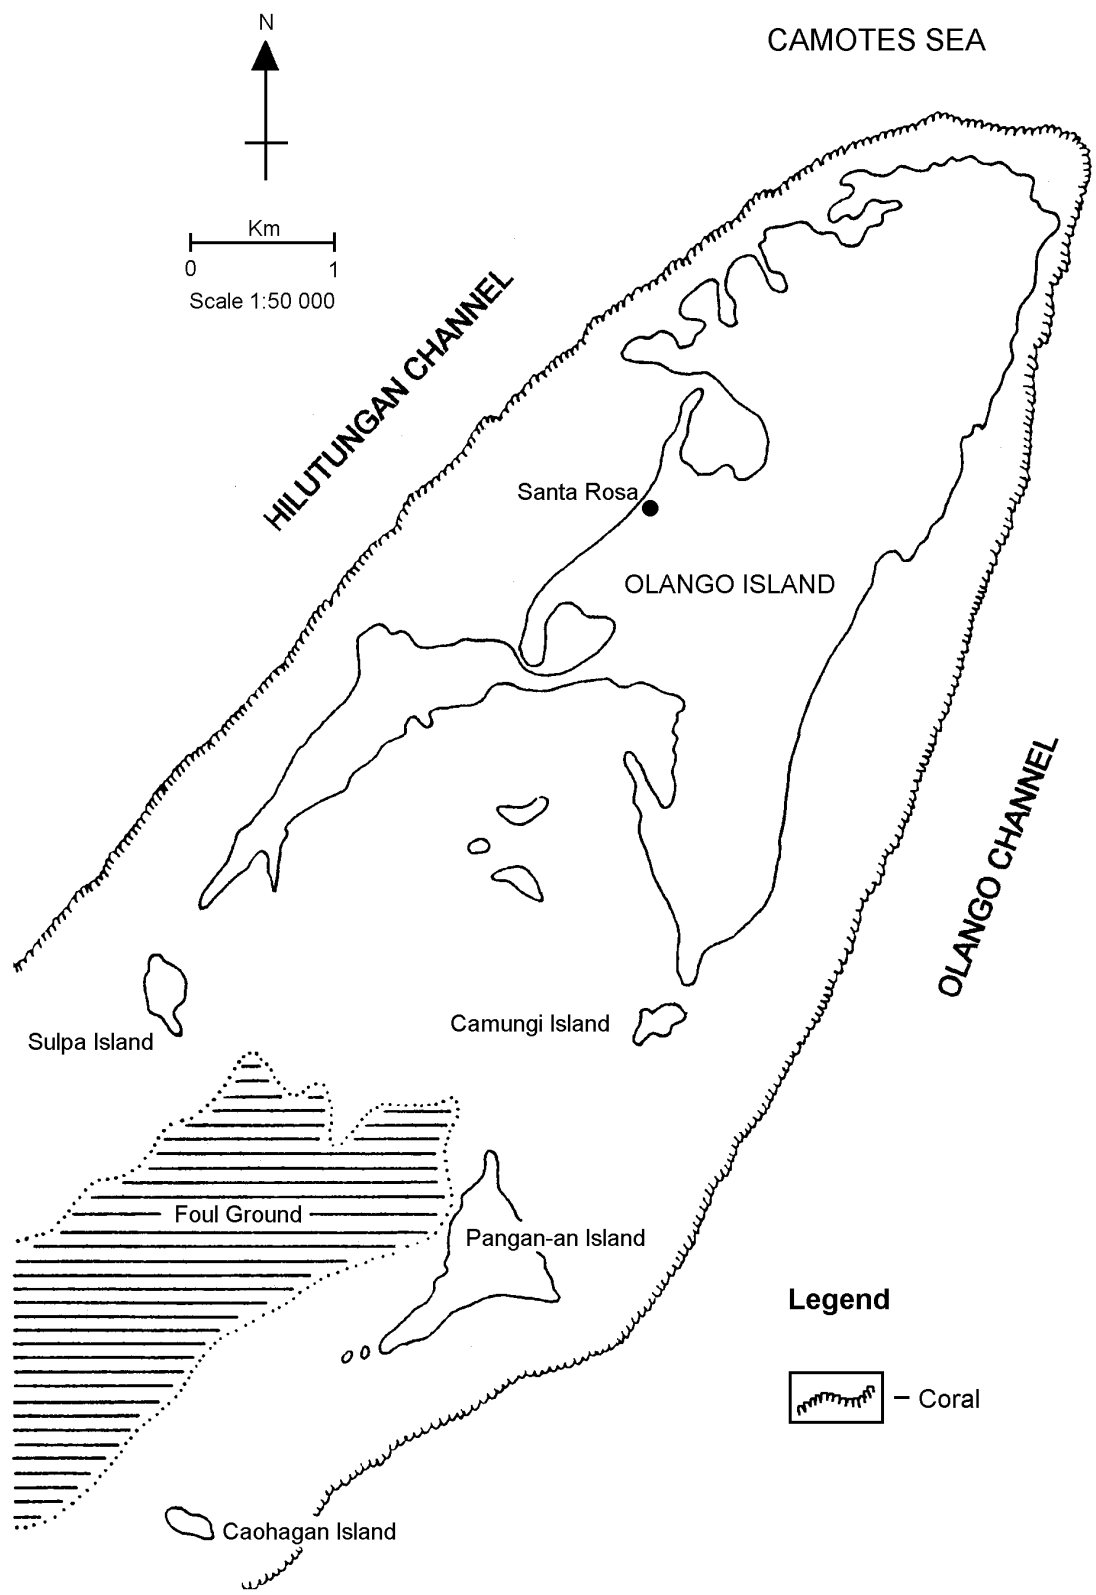 N
CAMOTES SEA
Km
0 1
Scale 1:50 000
HILUTUNGAN CHANNEL
Santa Rosa
OLANGO ISLAND
OLANGO CHANNEL
Sulpa Island
Camungi Island
Foul Ground
Pangan-an Island
Legend
– Coral
Caohagan Island